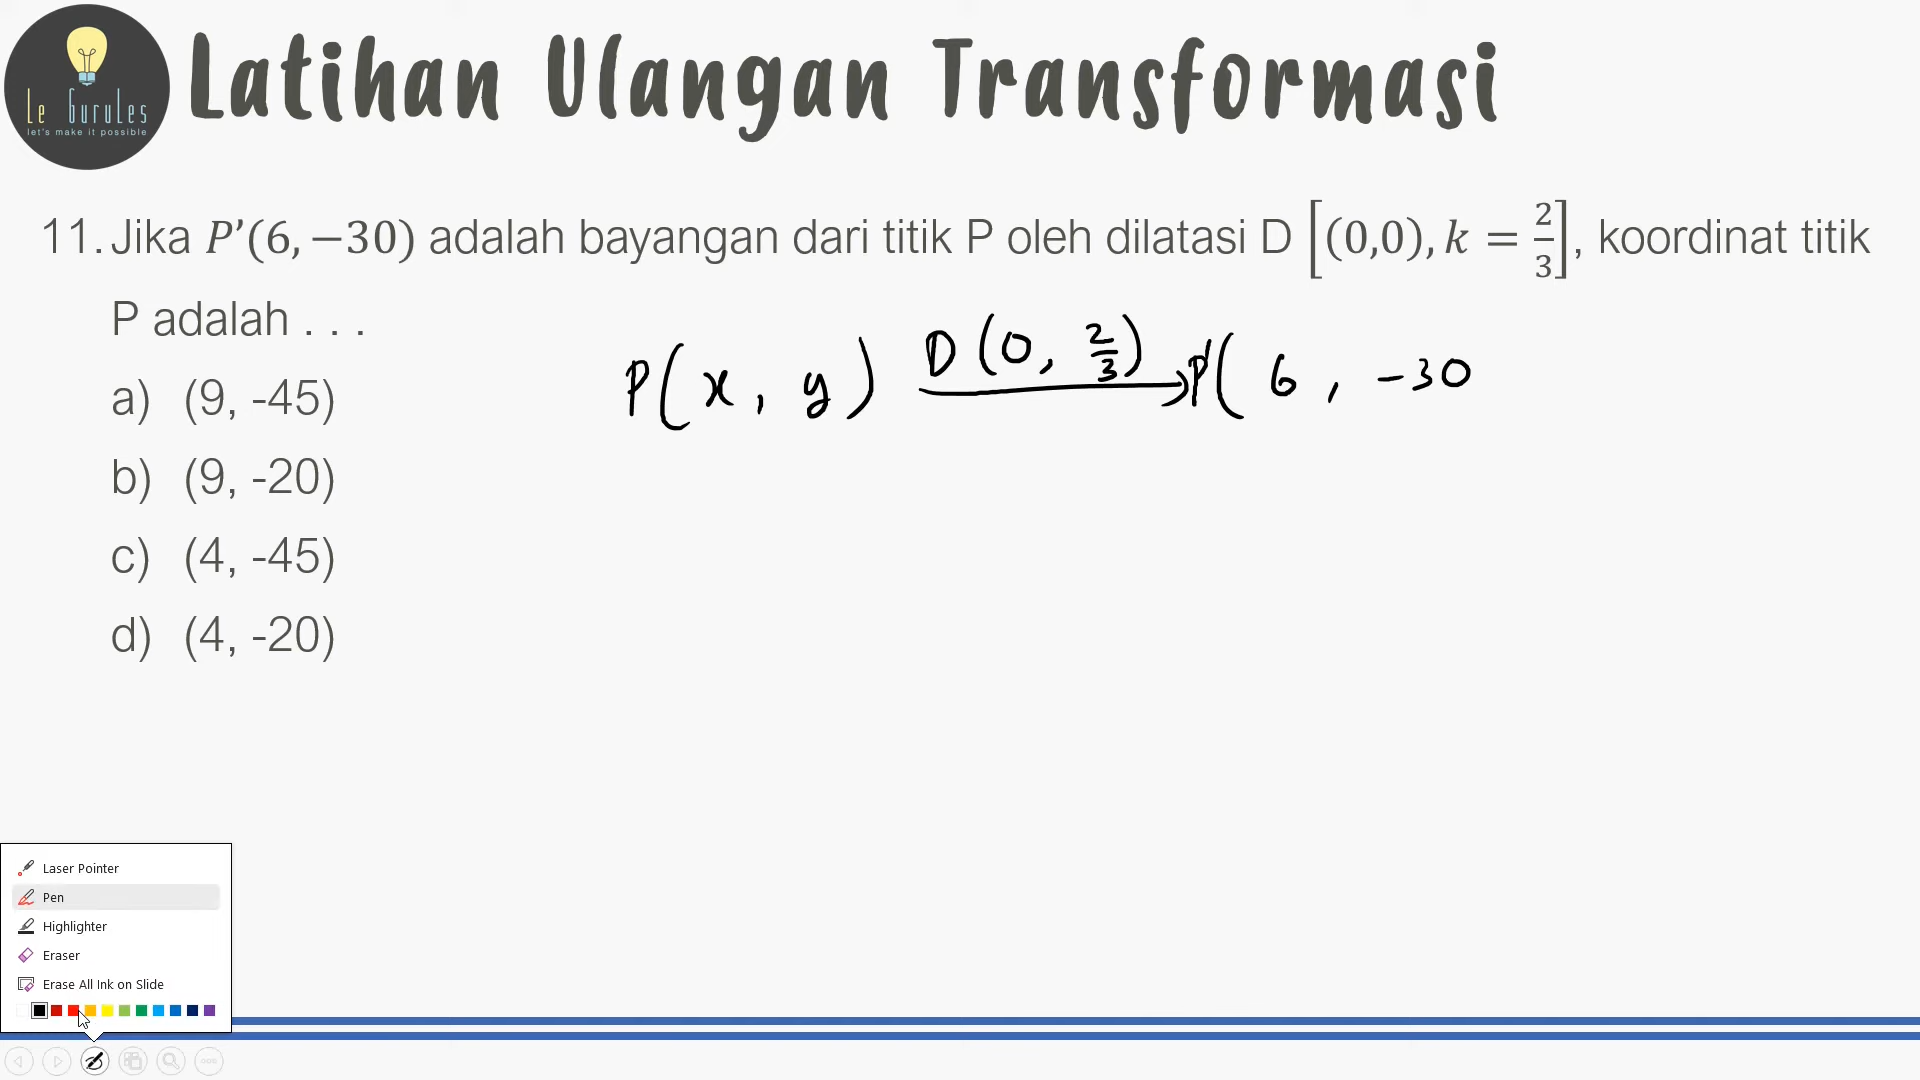 Le GuruLes
let's make it possible
Latihan Ulangan Transformasi
11. Jika P'(6, −30) adalah bayangan dari titik P oleh dilatasi D [(0,0), k = 2/3], koordinat titik
P adalah . . .
P(x, y) D(0, 2/3) → P'( 6 , -30
a) (9, -45)
b) (9, -20)
c) (4, -45)
d) (4, -20)
Laser Pointer
Pen
Highlighter
Eraser
Erase All Ink on Slide